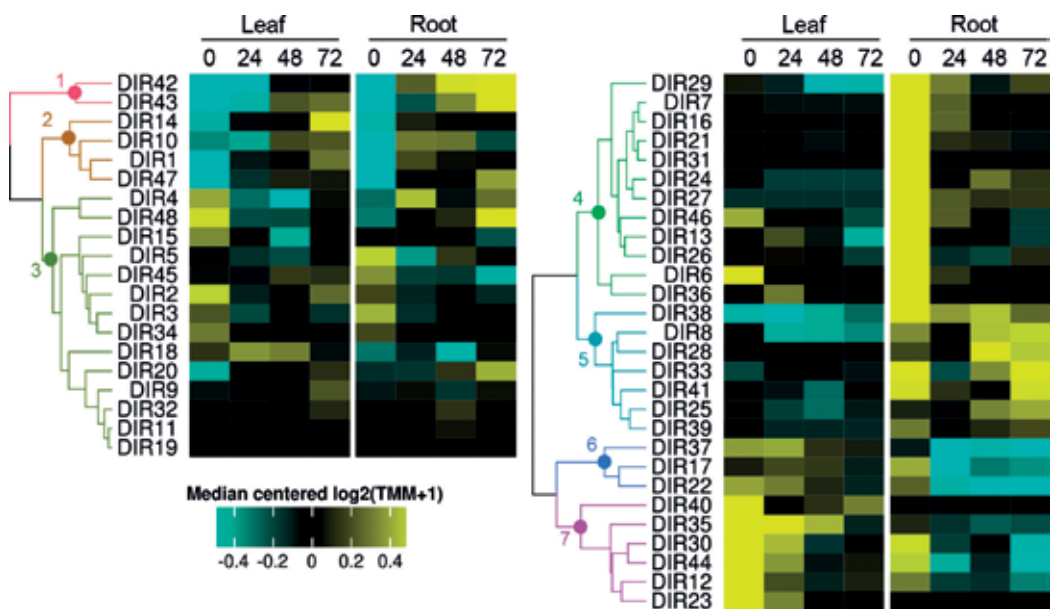 Leaf Root
0 24 48 72 0 24 48 72
1
DIR42
DIR43
2
DIR14
DIR10
DIR1
DIR47
DIR4
DIR48
DIR15
3
DIR5
DIR45
DIR2
DIR3
DIR34
DIR18
DIR20
DIR9
DIR32
DIR11
DIR19
Median centered log2(TMM+1)
-0.4 -0.2 0 0.2 0.4
Leaf Root
0 24 48 72 0 24 48 72
DIR29
DIR7
DIR16
DIR21
DIR31
DIR24
4
DIR27
DIR46
DIR13
DIR26
DIR6
DIR36
DIR38
DIR8
5
DIR28
DIR33
DIR41
DIR25
DIR39
6
DIR37
DIR17
DIR22
DIR40
DIR35
7
DIR30
DIR44
DIR12
DIR23